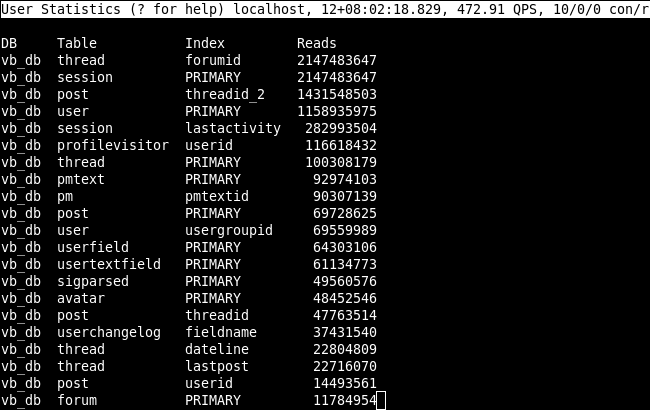 User Statistics (? for help) localhost, 12+08:02:18.829, 472.91 QPS, 10/0/0 con/r
DB Table Index Reads
vb_db thread forumid 2147483647
vb_db session PRIMARY 2147483647
vb_db post threadid_2 1431548503
vb_db user PRIMARY 1158935975
vb_db session lastactivity 282993504
vb_db profilevisitor userid 116618432
vb_db thread PRIMARY 100308179
vb_db pmtext PRIMARY 92974103
vb_db pm pmtextid 90307139
vb_db post PRIMARY 69728625
vb_db user usergroupid 69559989
vb_db userfield PRIMARY 64303106
vb_db usertextfield PRIMARY 61134773
vb_db sigparsed PRIMARY 49560576
vb_db avatar PRIMARY 48452546
vb_db post threadid 47763514
vb_db userchangelog fieldname 37431540
vb_db thread dateline 22804809
vb_db thread lastpost 22716070
vb_db post userid 14493561
vb_db forum PRIMARY 11784954